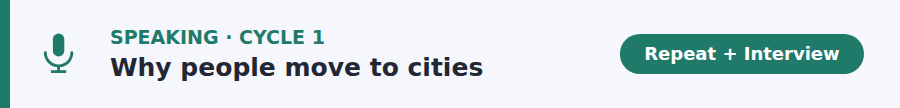 SPEAKING · CYCLE 1
Why people move to cities
Repeat + Interview